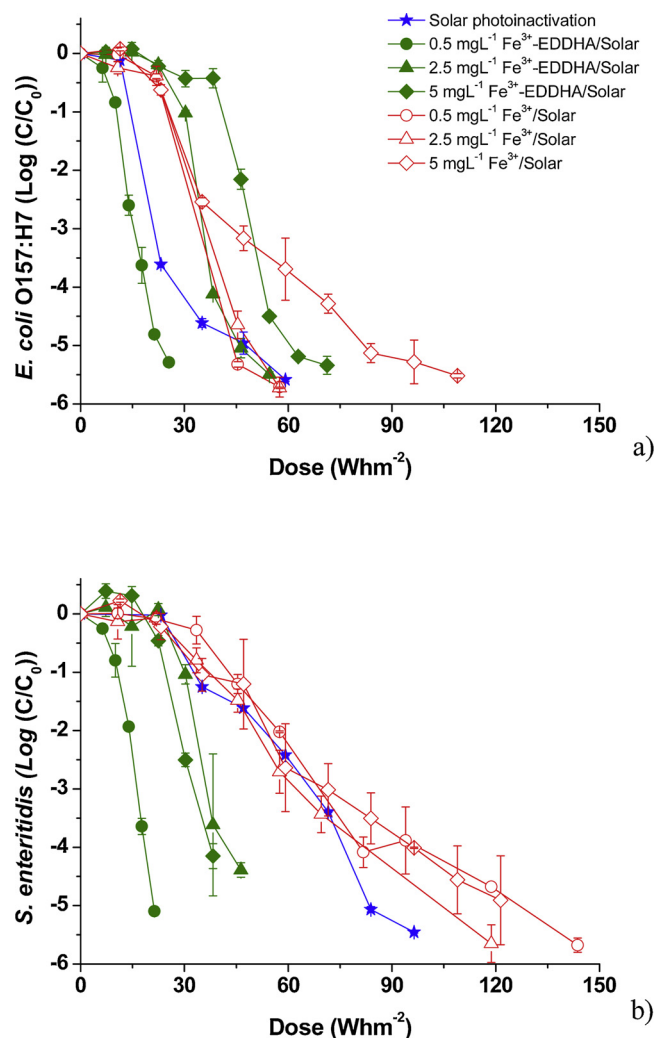 Solar photoinactivation
0.5 mgL⁻¹ Fe³⁺-EDDHA/Solar
2.5 mgL⁻¹ Fe³⁺-EDDHA/Solar
5 mgL⁻¹ Fe³⁺-EDDHA/Solar
0.5 mgL⁻¹ Fe³⁺/Solar
2.5 mgL⁻¹ Fe³⁺/Solar
5 mgL⁻¹ Fe³⁺/Solar
E. coli O157:H7 (Log (C/C₀))
0
-1
-2
-3
-4
-5
-6
0 30 60 90 120 150
Dose (Whm⁻²)
a)
S. enteritidis (Log (C/C₀))
0
-1
-2
-3
-4
-5
-6
0 30 60 90 120 150
Dose (Whm⁻²)
b)